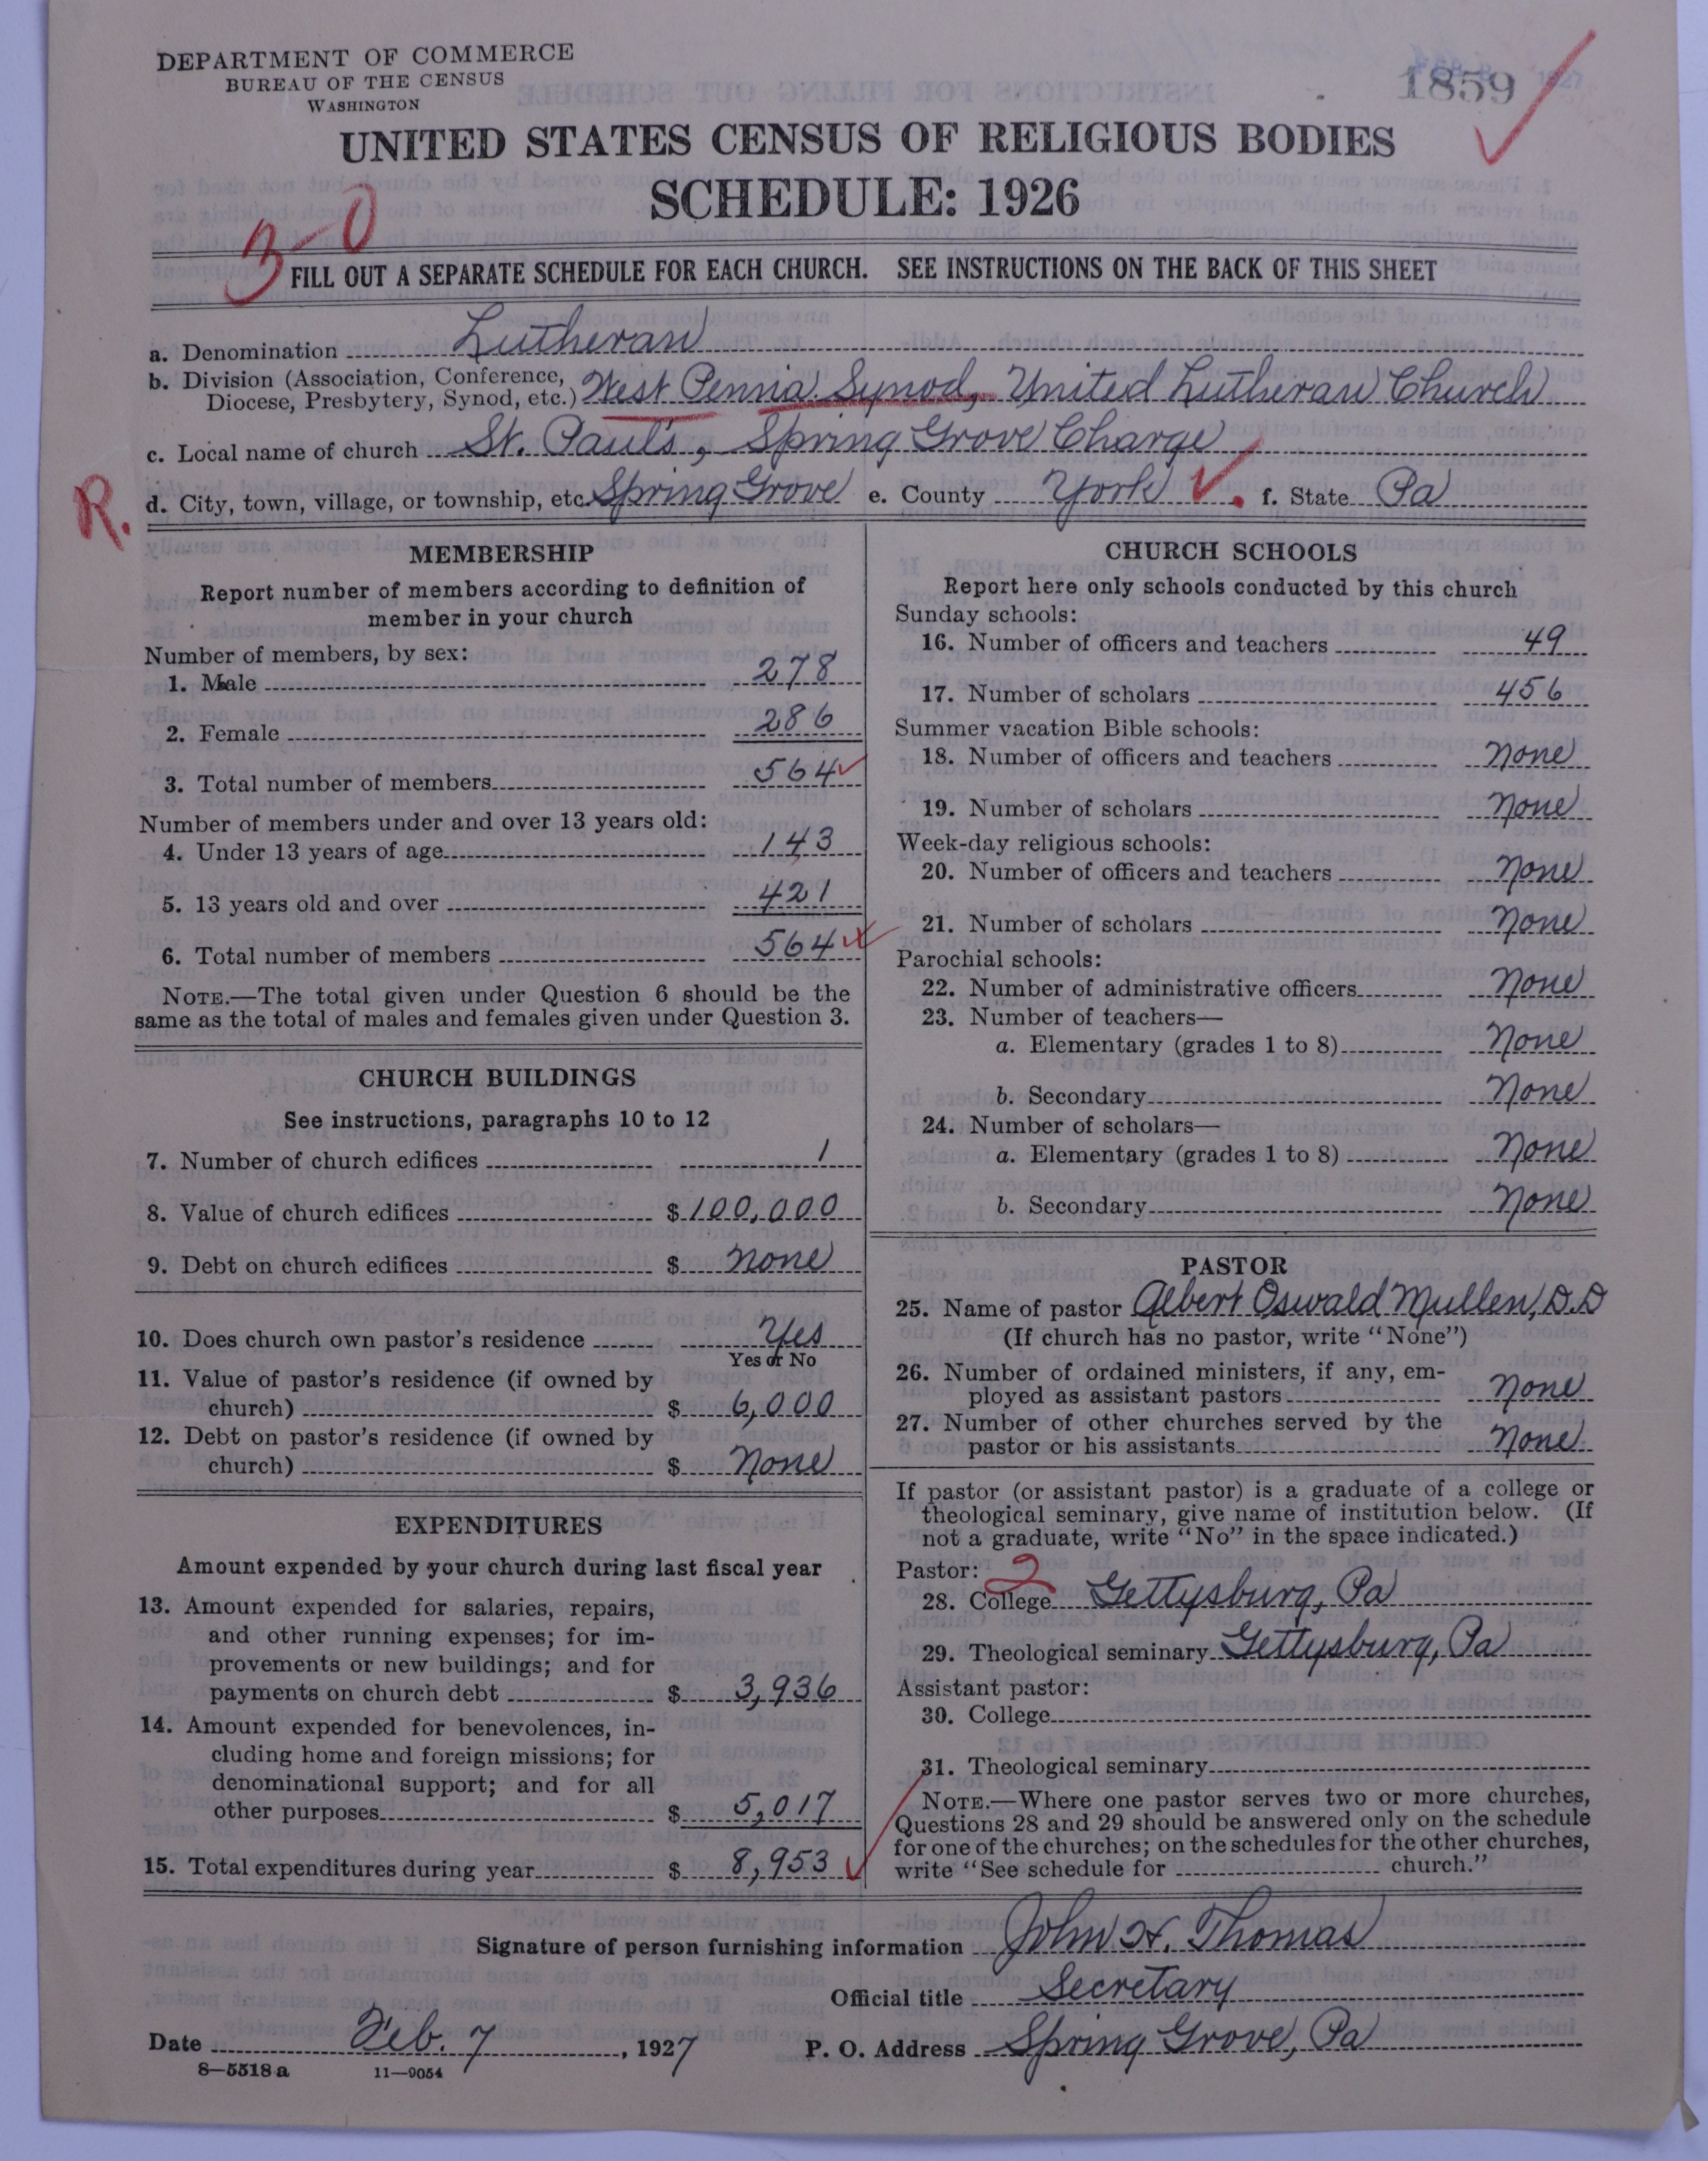 DEPARTMENT OF COMMERCE
BUREAU OF THE CENSUS
WASHINGTON
1859
UNITED STATES CENSUS OF RELIGIOUS BODIES
SCHEDULE: 1926
3-0
FILL OUT A SEPARATE SCHEDULE FOR EACH CHURCH. SEE INSTRUCTIONS ON THE BACK OF THIS SHEET
a. Denomination Lutheran
b. Division (Association, Conference, Diocese, Presbytery, Synod, etc.) West Penna. Synod, United Lutheran Church
c. Local name of church St. Paul's, Spring Grove Charge
R.
d. City, town, village, or township, etc. Spring Grove e. County York f. State Pa
MEMBERSHIP
Report number of members according to definition of
member in your church
Number of members, by sex:
1. Male 278
2. Female 286
3. Total number of members 564
Number of members under and over 13 years old:
4. Under 13 years of age 143
5. 13 years old and over 421
6. Total number of members 564
NOTE.—The total given under Question 6 should be the
same as the total of males and females given under Question 3.
CHURCH BUILDINGS
See instructions, paragraphs 10 to 12
7. Number of church edifices 1
8. Value of church edifices $ 100,000
9. Debt on church edifices $ none
10. Does church own pastor's residence Yes
Yes or No
11. Value of pastor's residence (if owned by
church) $ 6,000
12. Debt on pastor's residence (if owned by
church) $ None
EXPENDITURES
Amount expended by your church during last fiscal year
13. Amount expended for salaries, repairs,
and other running expenses; for im-
provements or new buildings; and for
payments on church debt $ 3,936
14. Amount expended for benevolences, in-
cluding home and foreign missions; for
denominational support; and for all
other purposes $ 5,017
15. Total expenditures during year $ 8,953
CHURCH SCHOOLS
Report here only schools conducted by this church
Sunday schools:
16. Number of officers and teachers 49
17. Number of scholars 456
Summer vacation Bible schools:
18. Number of officers and teachers None
19. Number of scholars None
Week-day religious schools:
20. Number of officers and teachers None
21. Number of scholars None
Parochial schools:
22. Number of administrative officers None
23. Number of teachers—
a. Elementary (grades 1 to 8) None
b. Secondary None
24. Number of scholars—
a. Elementary (grades 1 to 8) None
b. Secondary None
PASTOR
25. Name of pastor Albert Oswald Mullen, D.D
(If church has no pastor, write "None")
26. Number of ordained ministers, if any, em-
ployed as assistant pastors None
27. Number of other churches served by the
pastor or his assistants None
If pastor (or assistant pastor) is a graduate of a college or
theological seminary, give name of institution below. (If
not a graduate, write "No" in the space indicated.)
Pastor: 2
28. College Gettysburg, Pa
29. Theological seminary Gettysburg, Pa
Assistant pastor:
30. College
31. Theological seminary
NOTE.—Where one pastor serves two or more churches,
Questions 28 and 29 should be answered only on the schedule
for one of the churches; on the schedules for the other churches,
write "See schedule for church."
Signature of person furnishing information John H. Thomas
Official title Secretary
Date Feb. 7, 1927 P. O. Address Spring Grove, Pa
8—5518a 11—9054